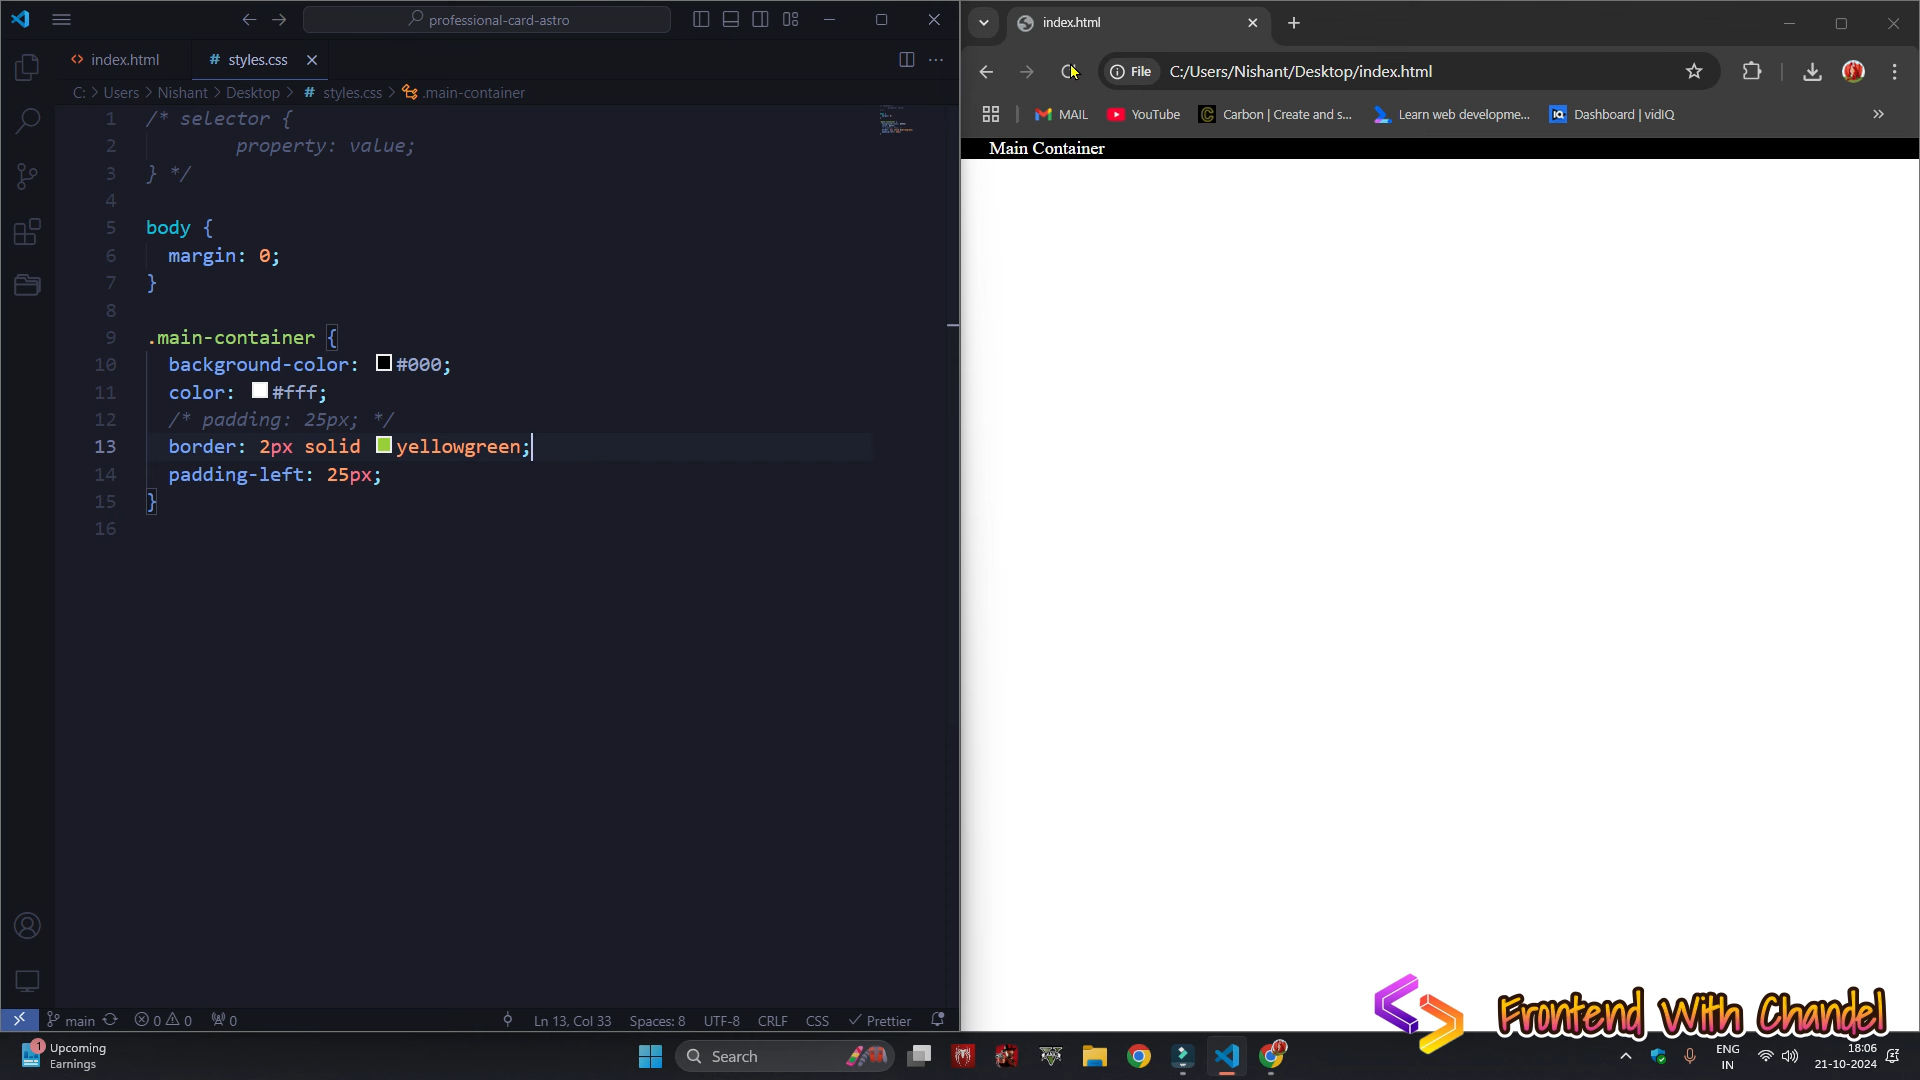 professional-card-astro
index.html
# styles.css
C: > Users > Nishant > Desktop > # styles.css > .main-container
1 /* selector {
2 property: value;
3 } */
4
5 body {
6 margin: 0;
7 }
8
9 .main-container {
10 background-color: #000;
11 color: #fff;
12 /* padding: 25px; */
13 border: 2px solid yellowgreen;
14 padding-left: 25px;
15 }
16
main 0 0 0 Ln 13, Col 33 Spaces: 8 UTF-8 CRLF CSS Prettier
index.html
File C:/Users/Nishant/Desktop/index.html
MAIL YouTube Carbon | Create and s... Learn web developme... Dashboard | vidIQ
Main Container
Frontend With Chandel
1
Upcoming
Earnings
Search
ENG
IN
18:06
21-10-2024